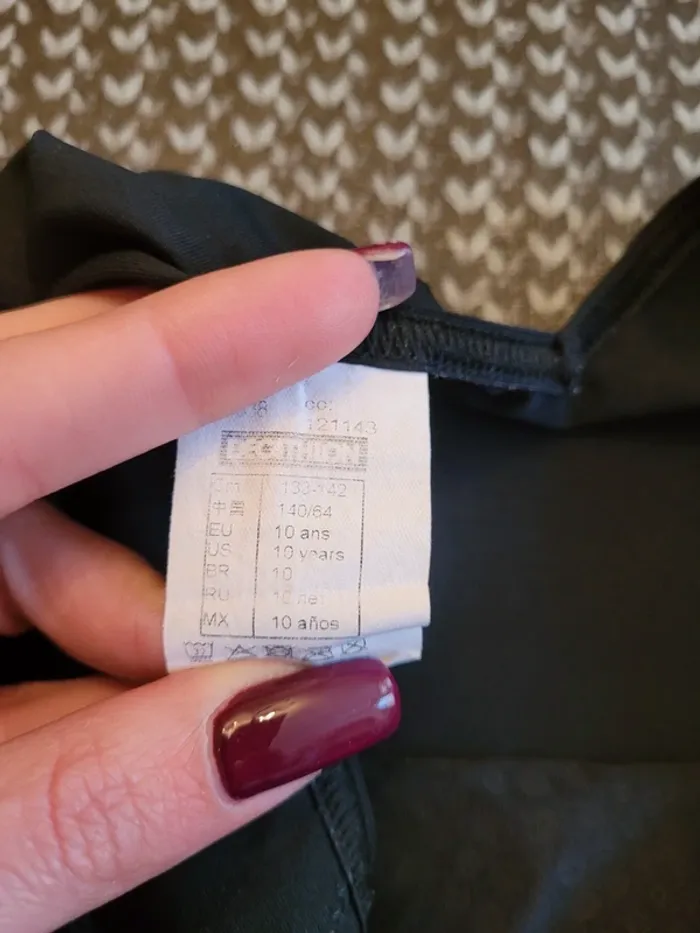 co:
121143
DECATHLON
Cm 133-142
中国 140/64
EU 10 ans
US 10 years
BR 10
RU 10 лет
MX 10 años